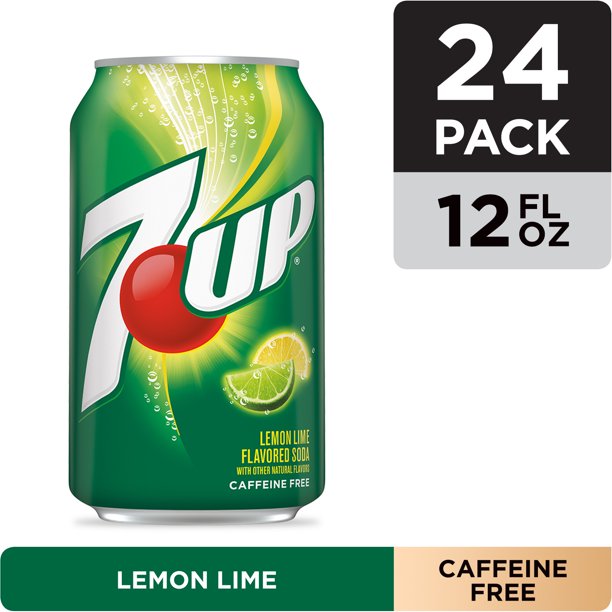 7UP®
LEMON LIME
FLAVORED SODA
WITH OTHER NATURAL FLAVORS
CAFFEINE FREE
24
PACK
12 FL OZ
LEMON LIME
CAFFEINE
FREE